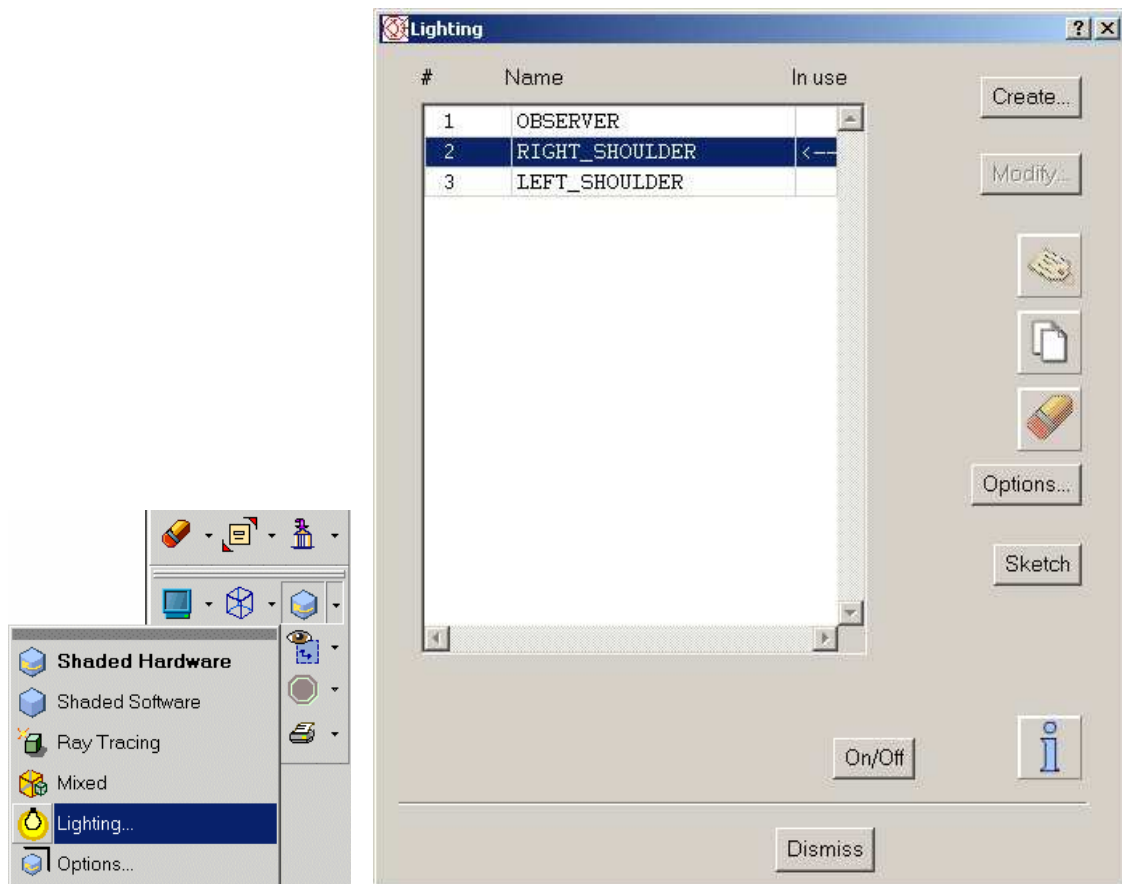 Lighting
# Name In use
1 OBSERVER
2 RIGHT_SHOULDER <--
3 LEFT_SHOULDER
Create...
Modify...
Options...
Sketch
On/Off
Dismiss
Shaded Hardware
Shaded Software
Ray Tracing
Mixed
Lighting...
Options...